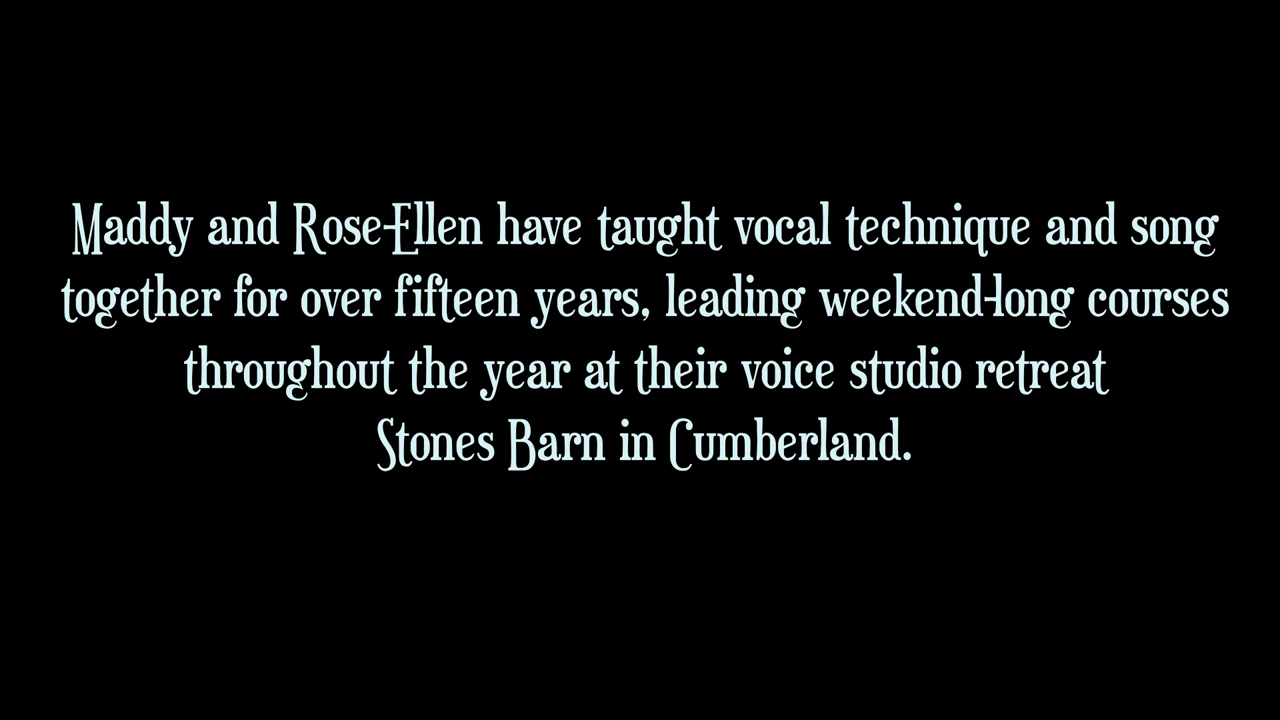 Maddy and Rose-Ellen have taught vocal technique and song
together for over fifteen years, leading weekend-long courses
throughout the year at their voice studio retreat
Stones Barn in Cumberland.